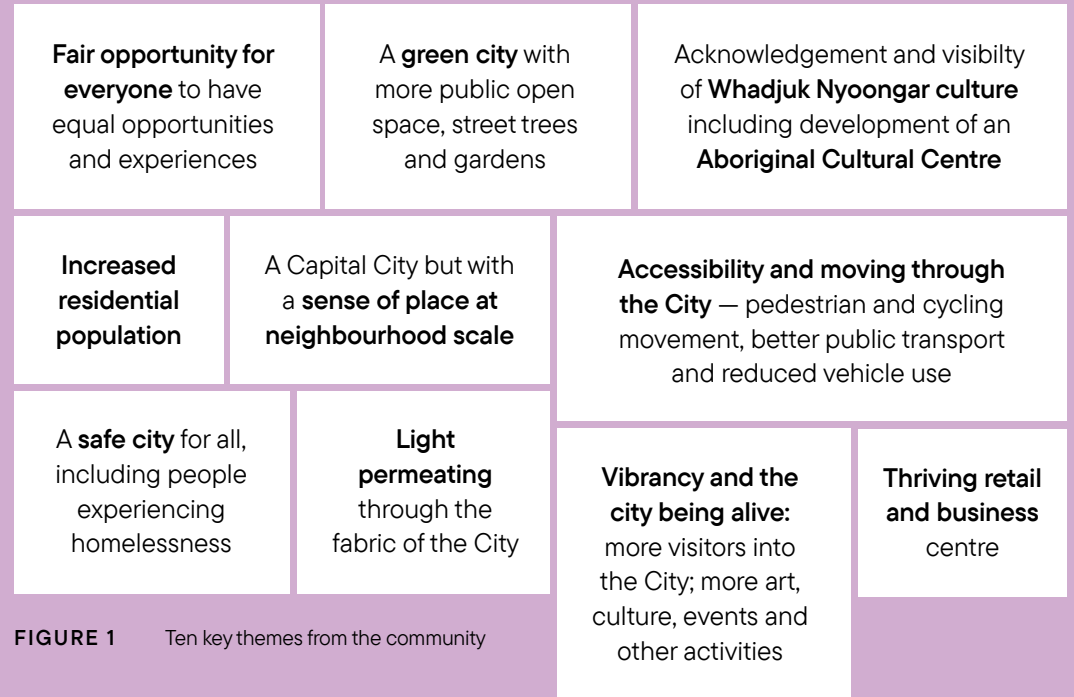 Fair opportunity for
everyone to have
equal opportunities
and experiences
A green city with
more public open
space, street trees
and gardens
Acknowledgement and visibilty
of Whadjuk Nyoongar culture
including development of an
Aboriginal Cultural Centre
Increased
residential
population
A Capital City but with
a sense of place at
neighbourhood scale
Accessibility and moving through
the City — pedestrian and cycling
movement, better public transport
and reduced vehicle use
A safe city for all,
including people
experiencing
homelessness
Light
permeating
through the
fabric of the City
Vibrancy and the
city being alive:
more visitors into
the City; more art,
culture, events and
other activities
Thriving retail
and business
centre
FIGURE 1 Ten key themes from the community